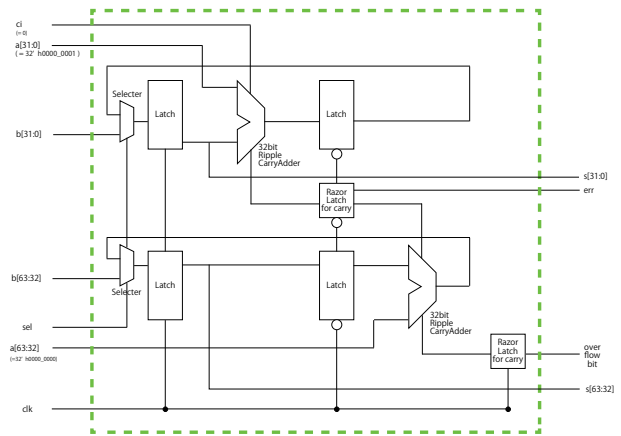 ci
(= 0)
a[31:0]
( = 32' h0000_0001 )
Selecter
Latch
Latch
b[31:0]
32bit
Ripple
CarryAdder
s[31:0]
Razor
Latch
for carry
err
b[63:32]
Latch
Latch
Selecter
sel
32bit
Ripple
CarryAdder
a[63:32]
(=32' h0000_0000)
Razor
Latch
for carry
over
flow
bit
s[63:32]
clk